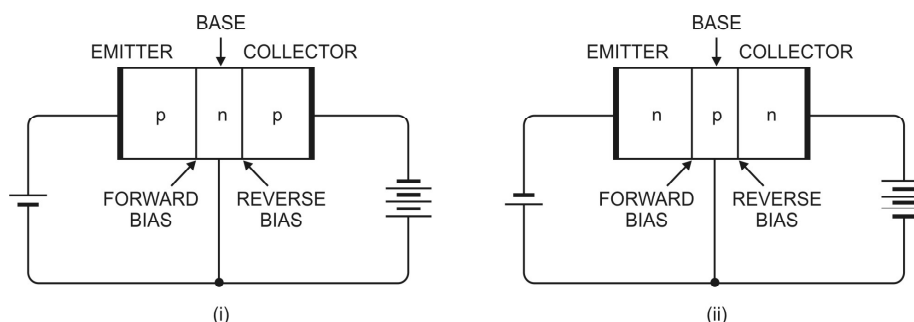 BASE
EMITTER
COLLECTOR
p
n
p
FORWARD
BIAS
REVERSE
BIAS
(i)
BASE
EMITTER
COLLECTOR
n
p
n
FORWARD
BIAS
REVERSE
BIAS
(ii)